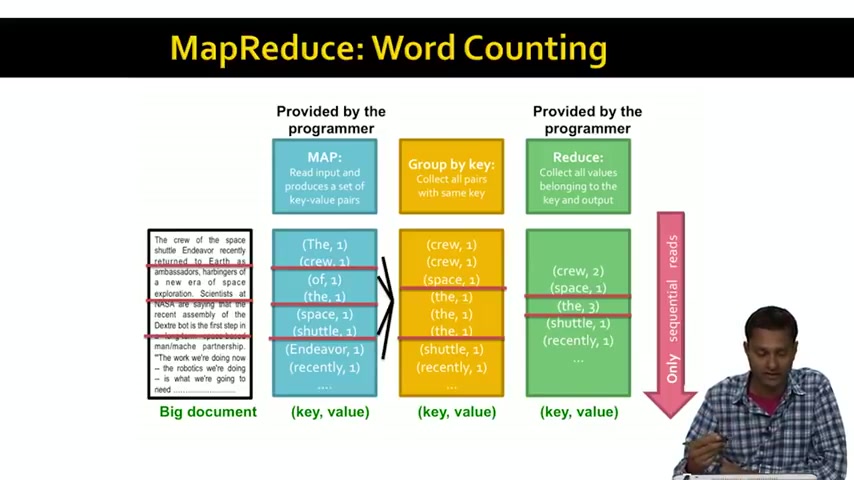 MapReduce: Word Counting
Provided by the
programmer
Provided by the
programmer
MAP:
Read input and
produces a set of
key-value pairs
Group by key:
Collect all pairs
with same key
Reduce:
Collect all values
belonging to the
key and output
The crew of the space
shuttle Endeavor recently
returned to Earth as
ambassadors, harbingers of
a new era of space
exploration. Scientists at
NASA are saying that the
recent assembly of the
Dextre bot is the first step in
a long-term space-based
man/mache partnership.
"The work we're doing now
-- the robotics we're doing
-- is what we're going to
need ........................
(The, 1)
(crew, 1)
(of, 1)
(the, 1)
(space, 1)
(shuttle, 1)
(Endeavor, 1)
(recently, 1)
....
(crew, 1)
(crew, 1)
(space, 1)
(the, 1)
(the, 1)
(the, 1)
(shuttle, 1)
(recently, 1)
...
(crew, 2)
(space, 1)
(the, 3)
(shuttle, 1)
(recently, 1)
...
Only sequential reads
Big document
(key, value)
(key, value)
(key, value)